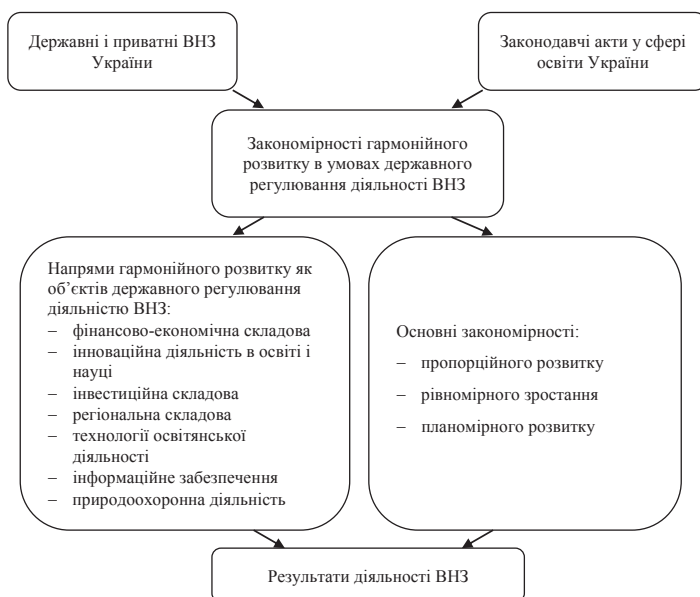 Державні і приватні ВНЗ
України
Законодавчі акти у сфері
освіти України
Закономірності гармонійного
розвитку в умовах державного
регулювання діяльності ВНЗ
Напрями гармонійного розвитку як
об’єктів державного регулювання
діяльністю ВНЗ:
– фінансово-економічна складова
– інноваційна діяльність в освіті і
науці
– інвестиційна складова
– регіональна складова
– технології освітянської
діяльності
– інформаційне забезпечення
– природоохоронна діяльність
Основні закономірності:
– пропорційного розвитку
– рівномірного зростання
– планомірного розвитку
Результати діяльності ВНЗ